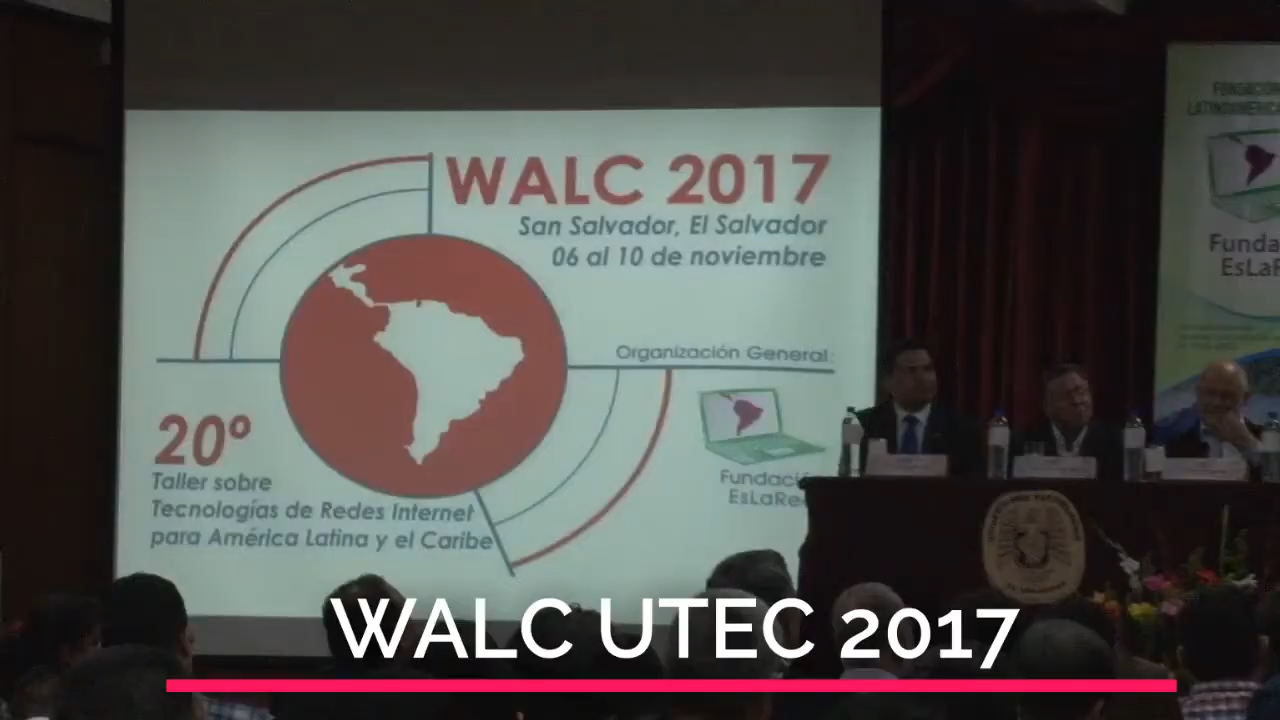 WALC 2017
San Salvador, El Salvador
06 al 10 de noviembre
Organización General:
20º
Taller sobre
Tecnologías de Redes Internet
para América Latina y el Caribe
FUNDACIÓN
WALC UTEC 2017